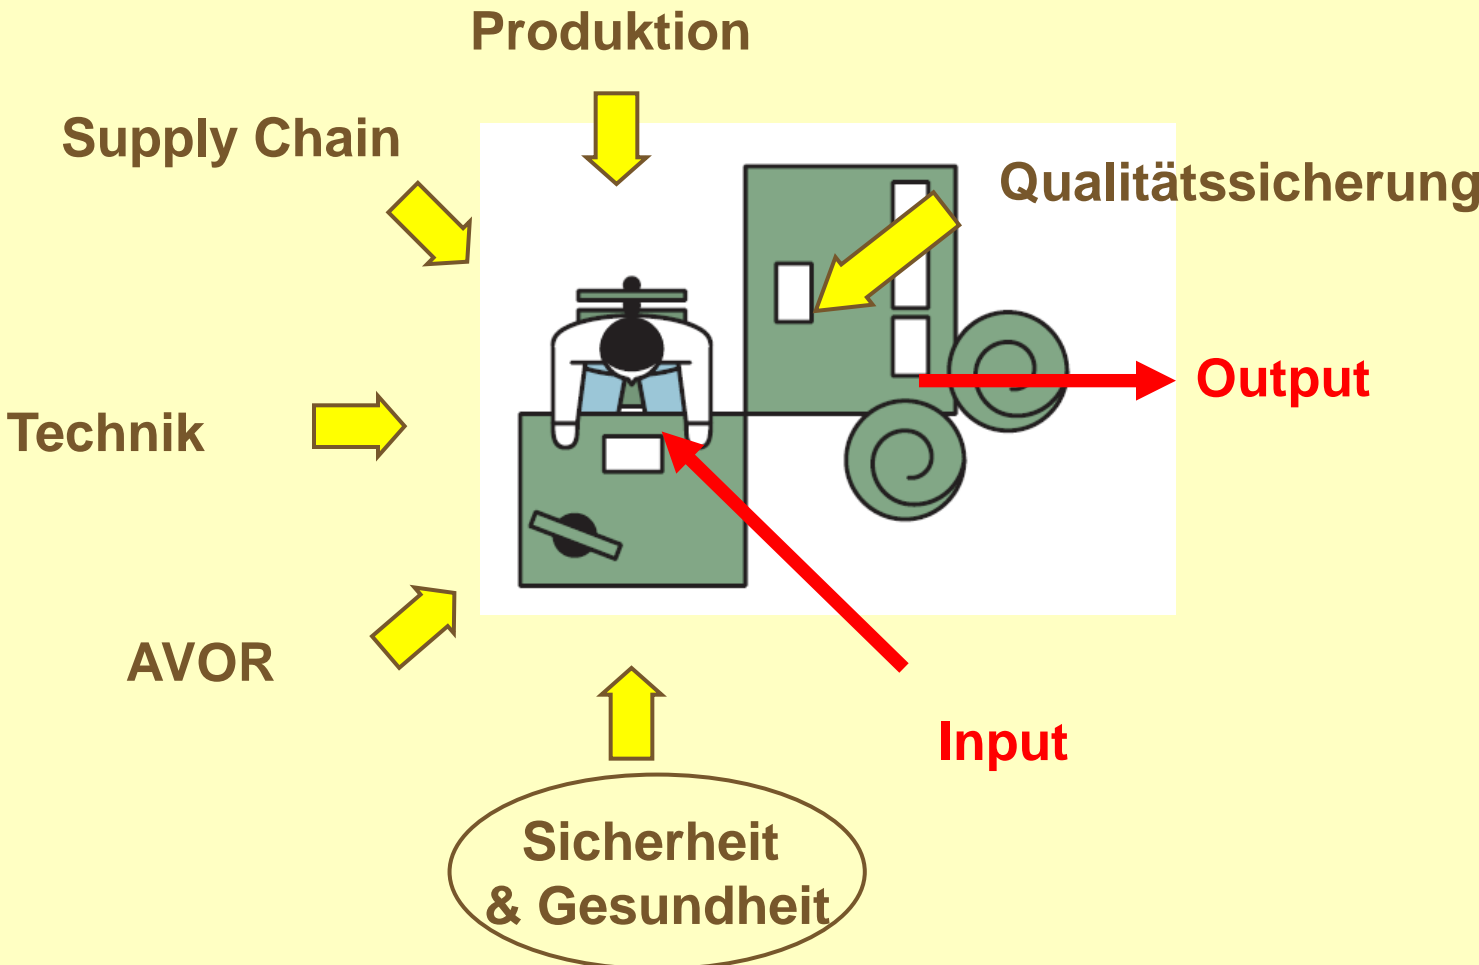 Produktion
Supply Chain
Qualitätssicherung
Output
Technik
AVOR
Input
Sicherheit
& Gesundheit